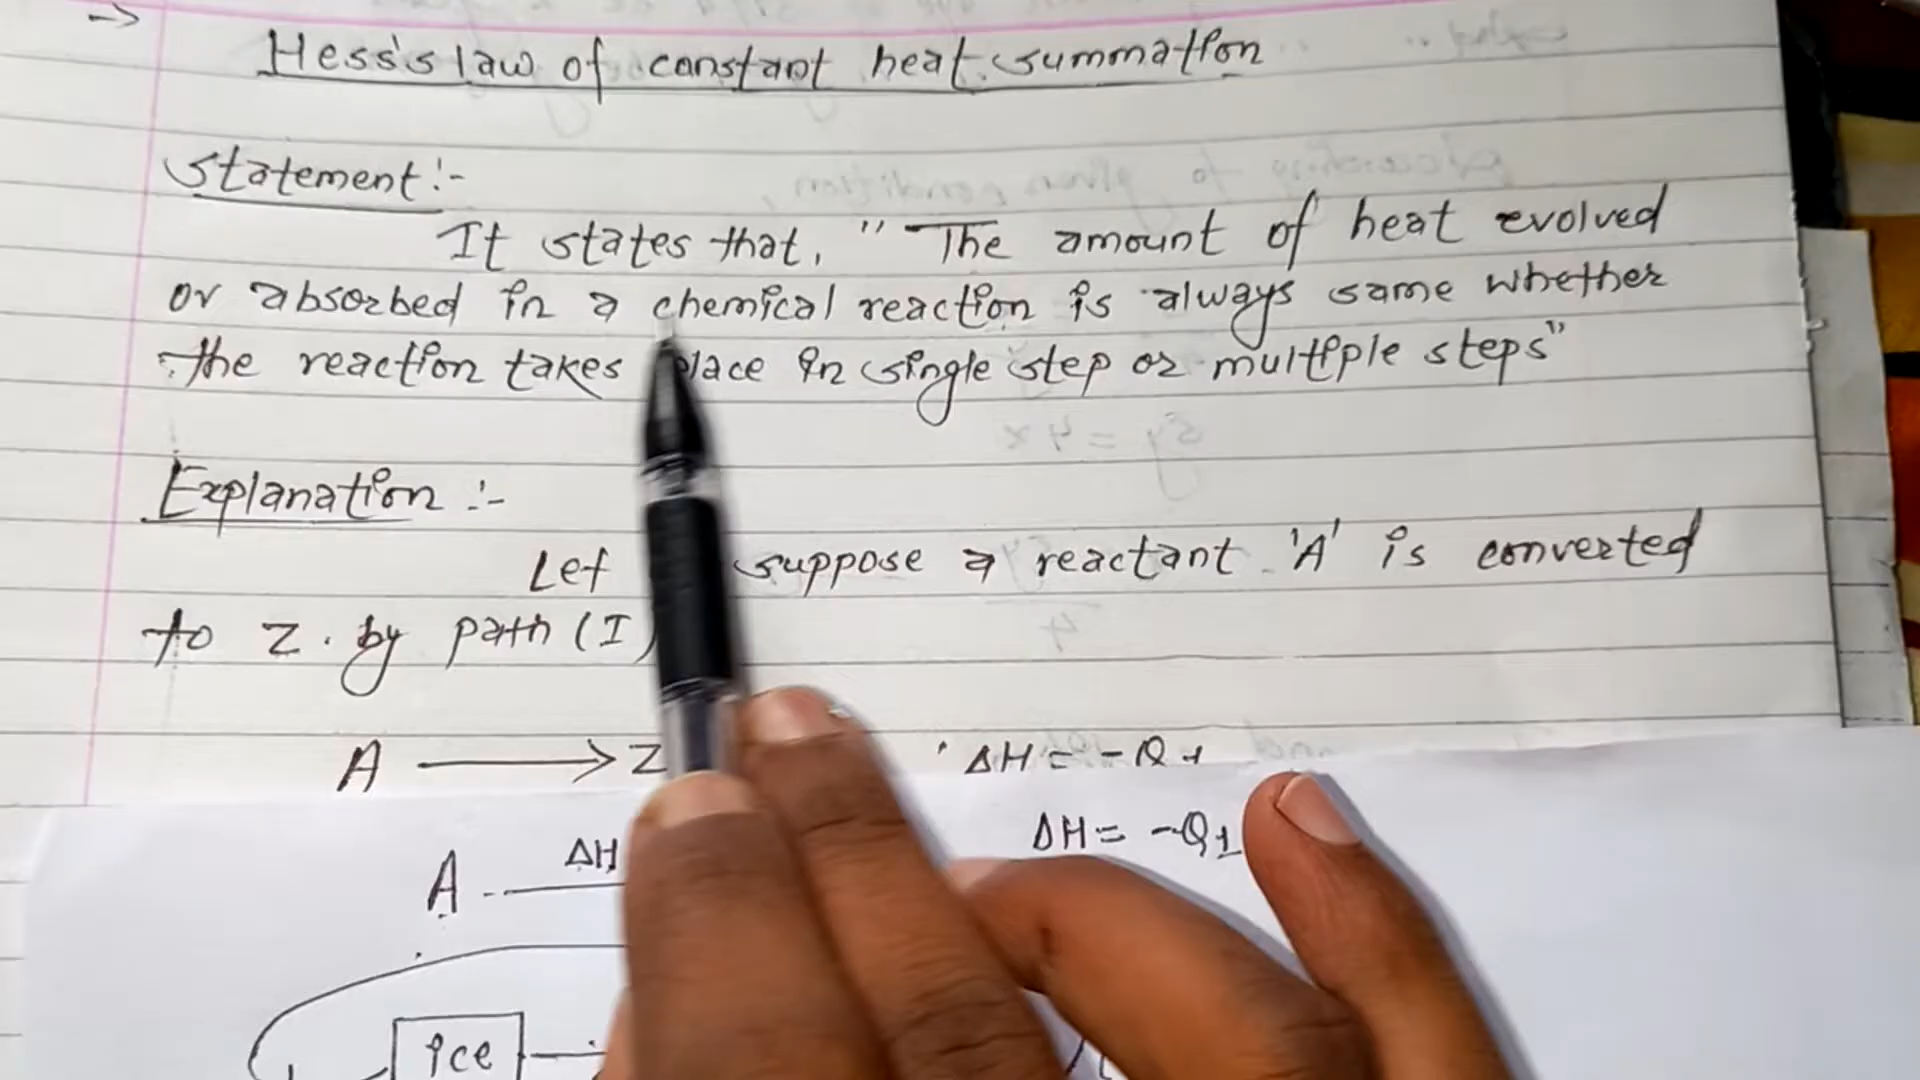 →
Hess's law of constant heat summation
Statement:-
It states that, " The amount of heat evolved
or absorbed in a chemical reaction is always same whether
the reaction takes place in single step or multiple steps"
Explanation :-
Let suppose a reactant 'A' is converted
to Z. by path (I)
A ⟶ Z ΔH = -Q1
ΔH = -Q1
A ΔH
ice